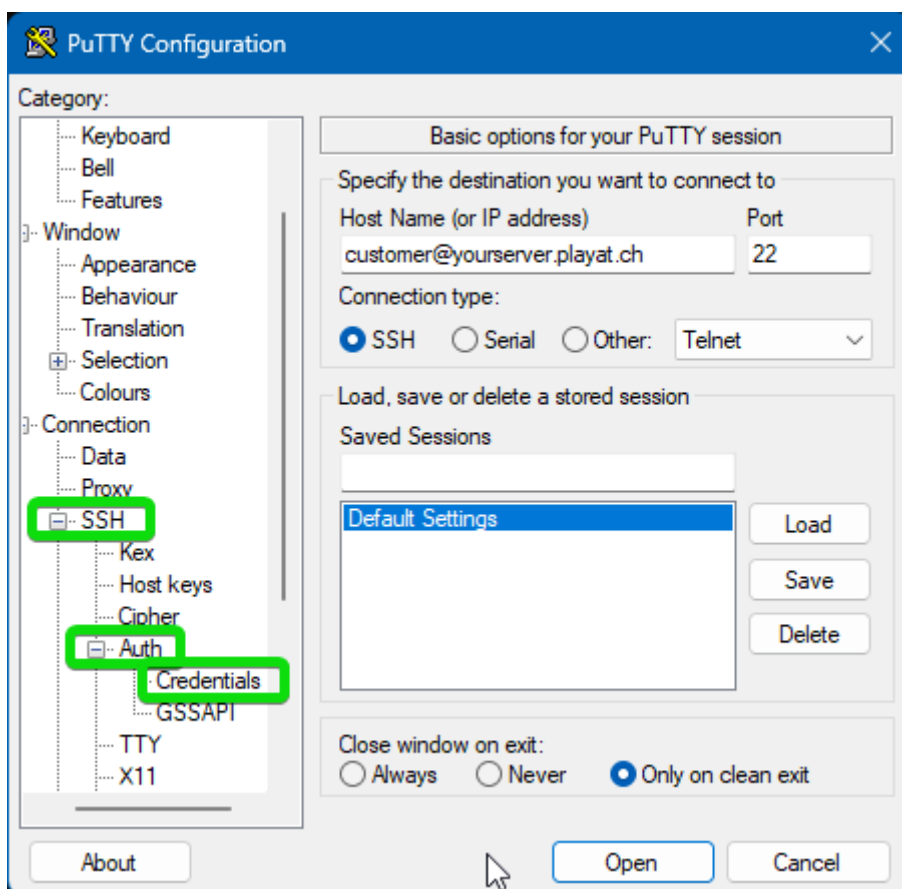 PuTTY Configuration
Category:
Keyboard
Bell
Features
Window
Appearance
Behaviour
Translation
Selection
Colours
Connection
Data
Proxy
SSH
Kex
Host keys
Cipher
Auth
Credentials
GSSAPI
TTY
X11
Basic options for your PuTTY session
Specify the destination you want to connect to
Host Name (or IP address) Port
customer@yourserver.playat.ch 22
Connection type:
SSH Serial Other: Telnet
Load, save or delete a stored session
Saved Sessions
Default Settings
Load
Save
Delete
Close window on exit:
Always Never Only on clean exit
About Open Cancel